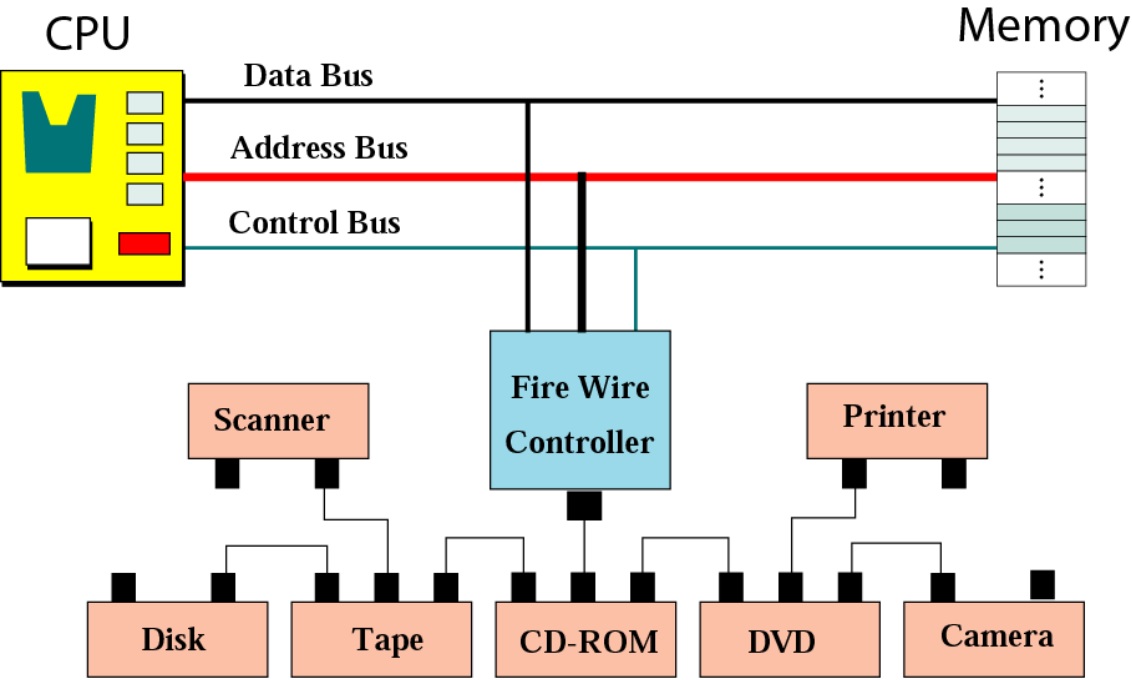 CPU
Memory
Data Bus
Address Bus
Control Bus
Fire Wire
Controller
Scanner
Printer
Disk
Tape
CD-ROM
DVD
Camera